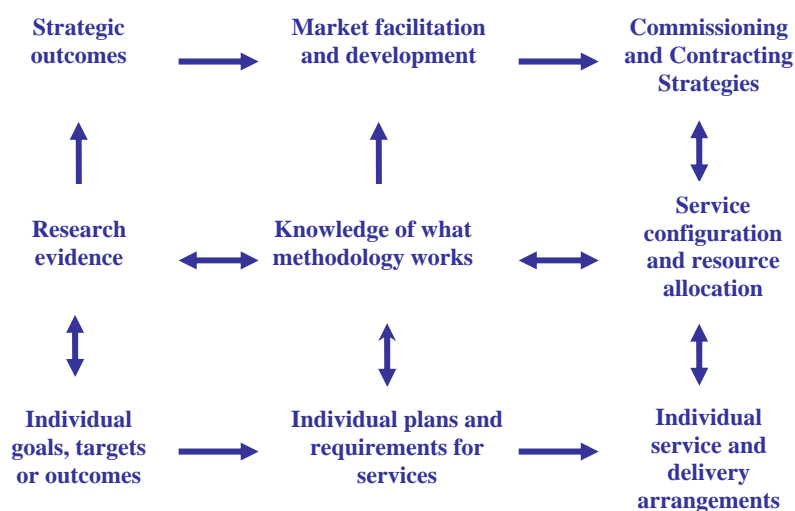 Strategic
outcomes
Market facilitation
and development
Commissioning
and Contracting
Strategies
Research
evidence
Knowledge of what
methodology works
Service
configuration
and resource
allocation
Individual
goals, targets
or outcomes
Individual plans and
requirements for
services
Individual
service and
delivery
arrangements